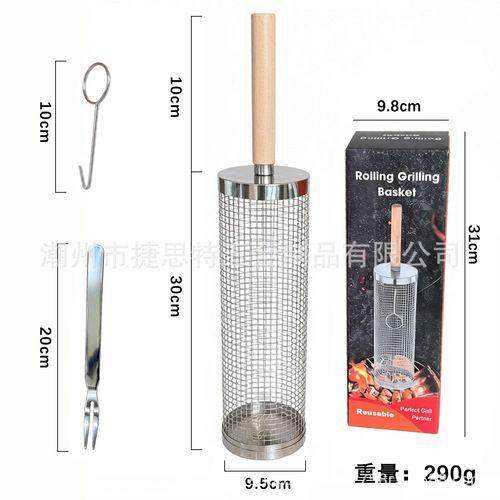 10cm
10cm
9.8cm
Rolling Grilling
Basket
31cm
潮州市捷思特
品有限公司
30cm
20cm
Reusable
Perfect Grill
Partner
9.5cm
重量：290g